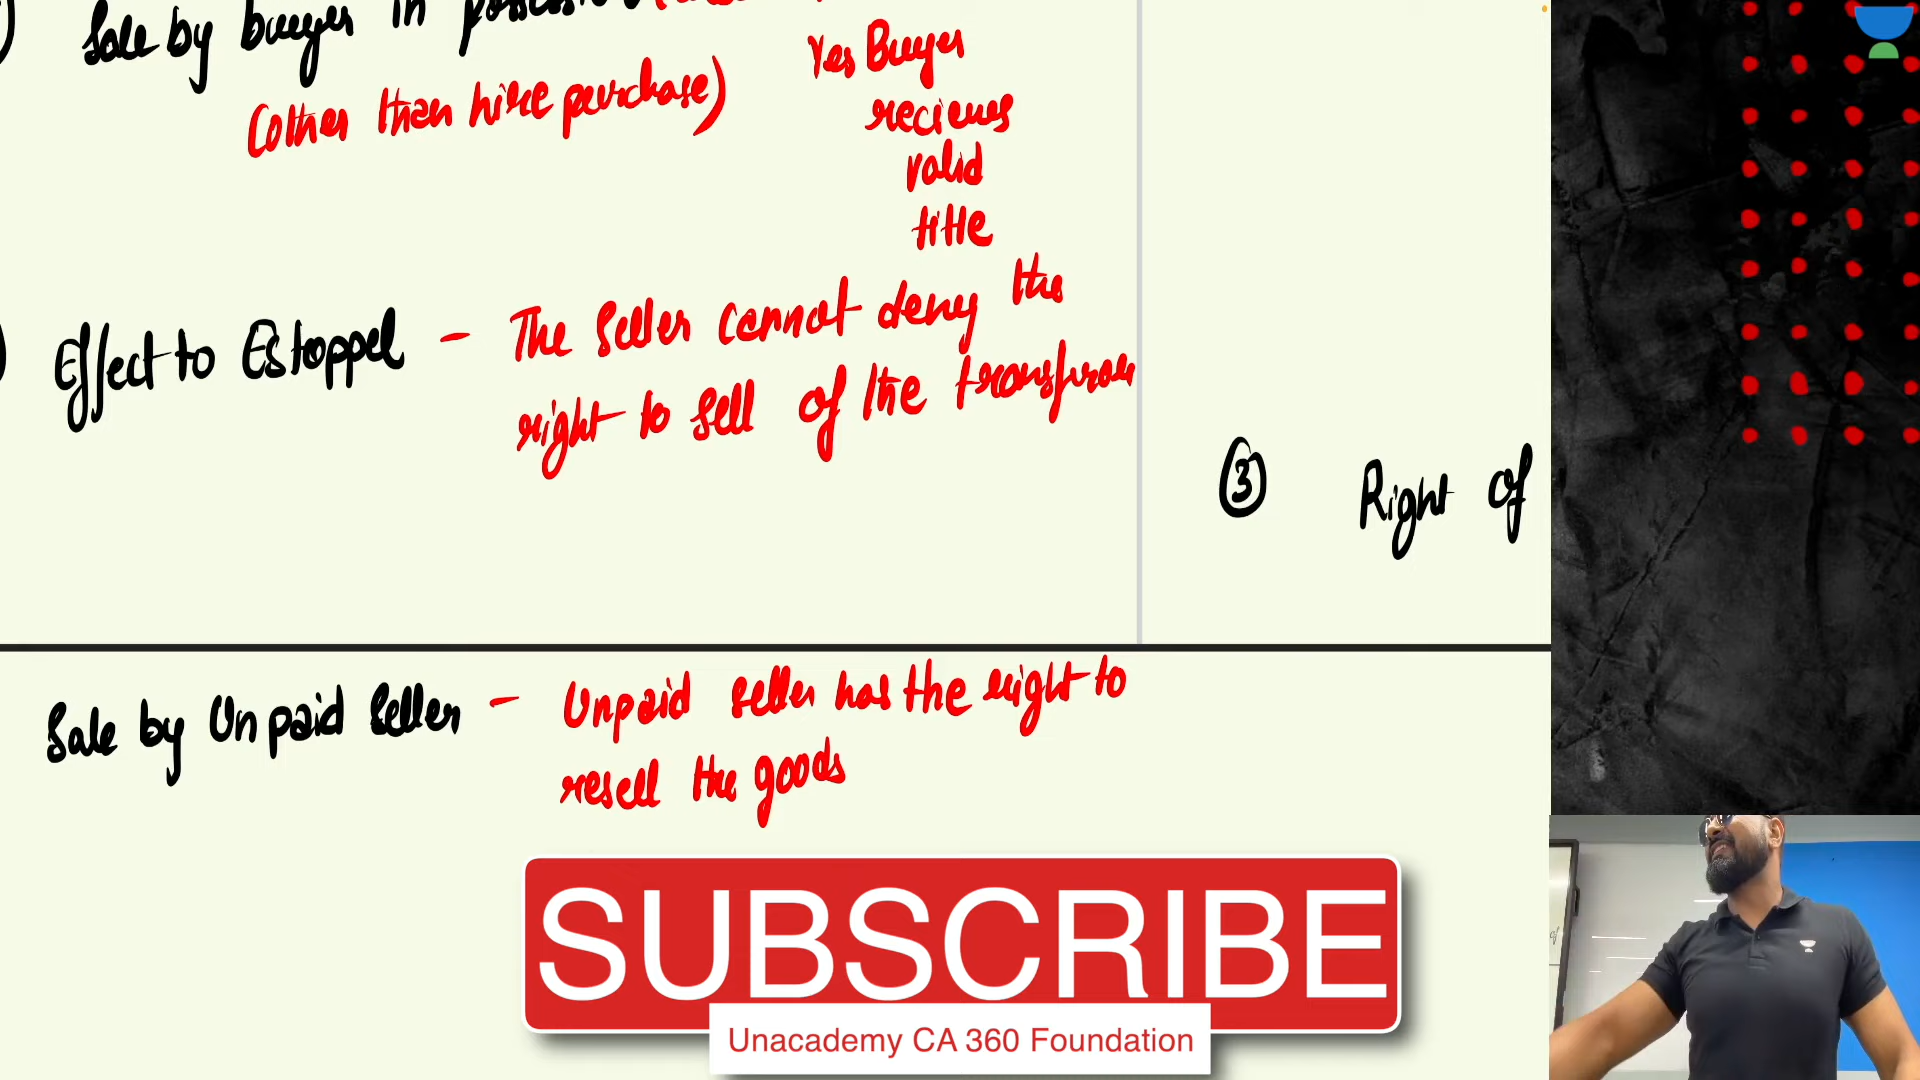 Sale by buyer in
(other than hire purchase)
Yes Buyer
recieves
valid
title
Effect to Estoppel - The Seller cannot deny the
right to sell of the
③ Right of
Sale by Unpaid Seller - Unpaid seller has the right to
resell the goods
SUBSCRIBE
Unacademy CA 360 Foundation